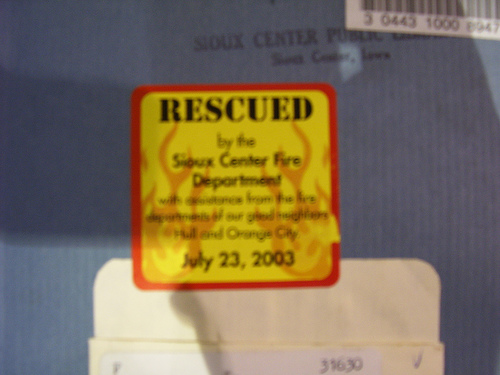 3 0443 1000 8947
SIOUX CENTER PUBLIC
Sioux Center, Iowa
RESCUED
by the
Sioux Center Fire
Department
with assistance from the fire
departments of our good neighbors
Hull and Orange City.
July 23, 2003
31630